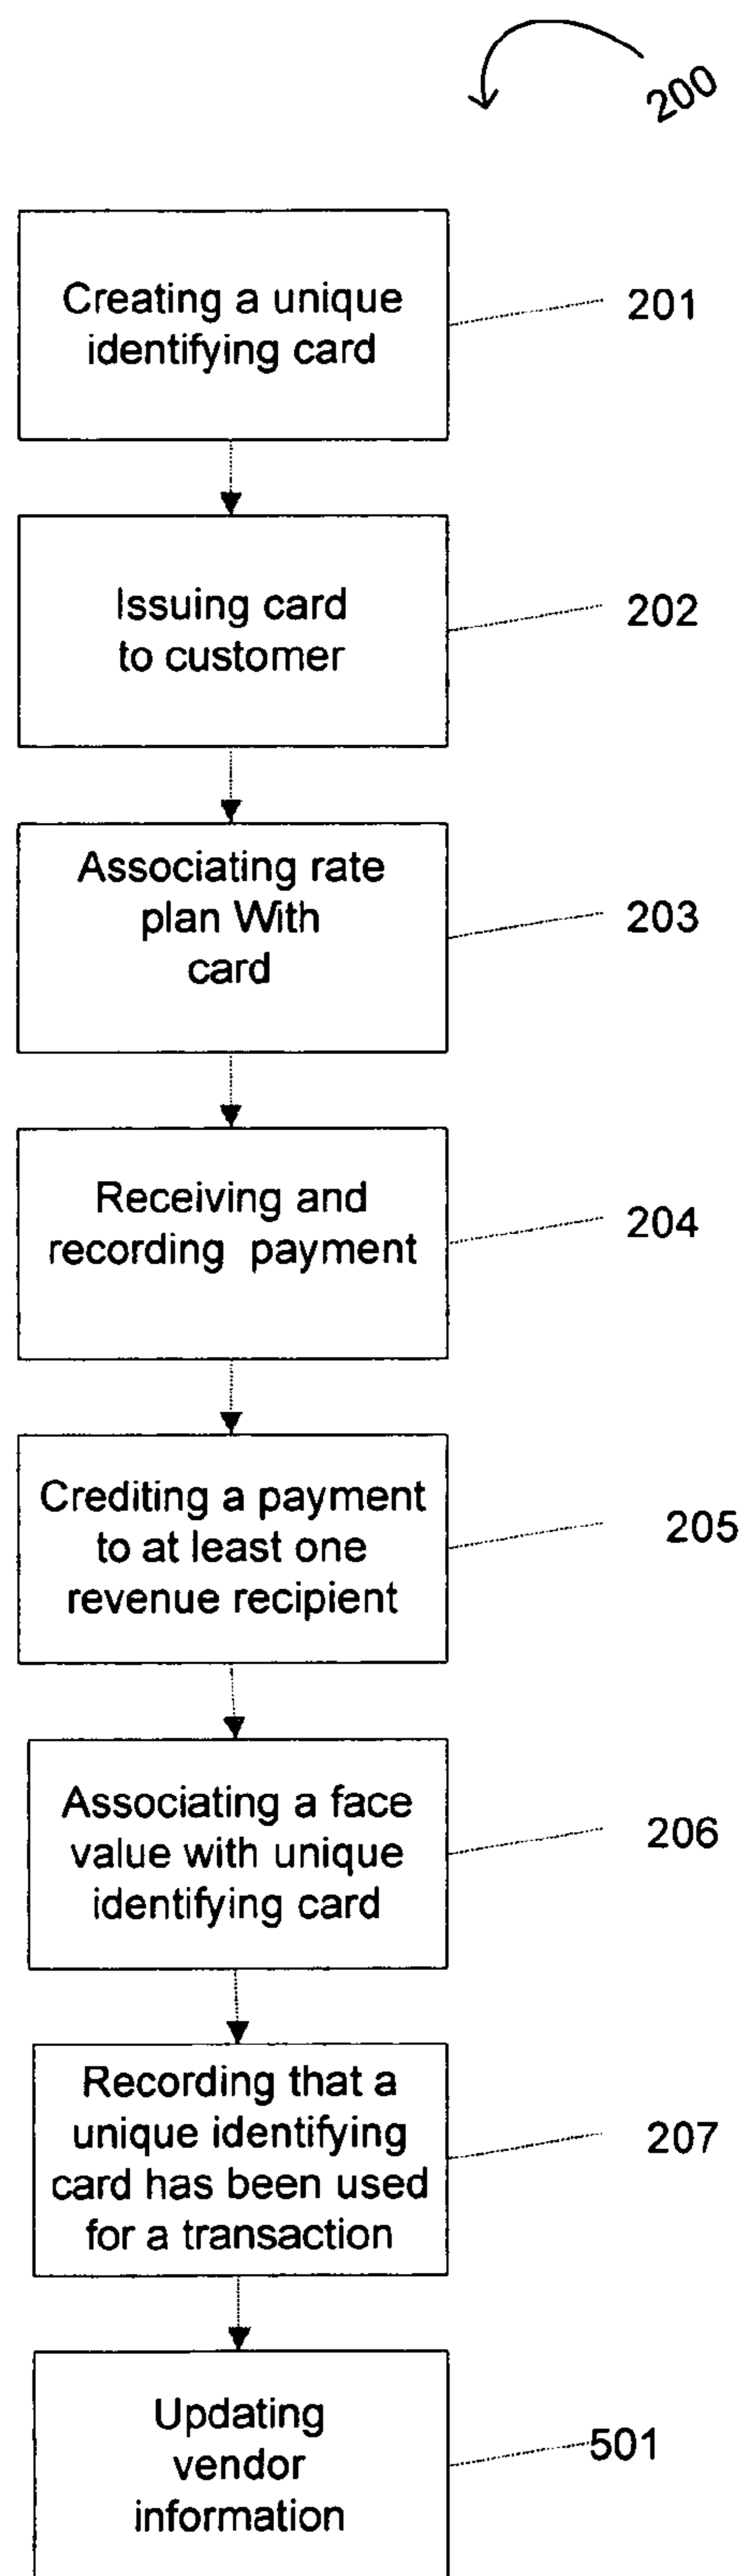 200
Creating a unique
identifying card
201
Issuing card
to customer
202
Associating rate
plan With
card
203
Receiving and
recording payment
204
Crediting a payment
to at least one
revenue recipient
205
Associating a face
value with unique
identifying card
206
Recording that a
unique identifying
card has been used
for a transaction
207
Updating
vendor
information
501